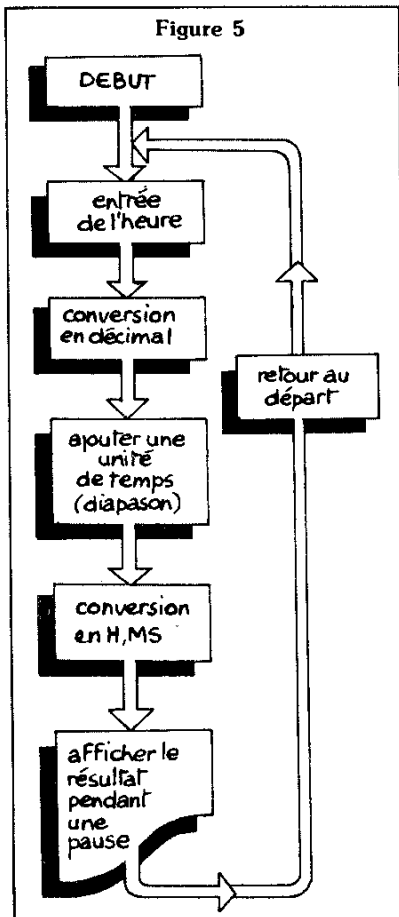 Figure 5
DEBUT
entrée
de l'heure
conversion
en décimal
ajouter une
unité
de temps
(diapason)
conversion
en H,MS
afficher le
résultat
pendant
une
pause
retour au
départ